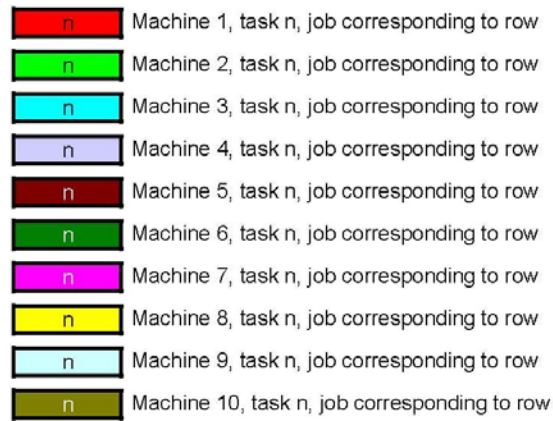 n Machine 1, task n, job corresponding to row
n Machine 2, task n, job corresponding to row
n Machine 3, task n, job corresponding to row
n Machine 4, task n, job corresponding to row
n Machine 5, task n, job corresponding to row
n Machine 6, task n, job corresponding to row
n Machine 7, task n, job corresponding to row
n Machine 8, task n, job corresponding to row
n Machine 9, task n, job corresponding to row
n Machine 10, task n, job corresponding to row